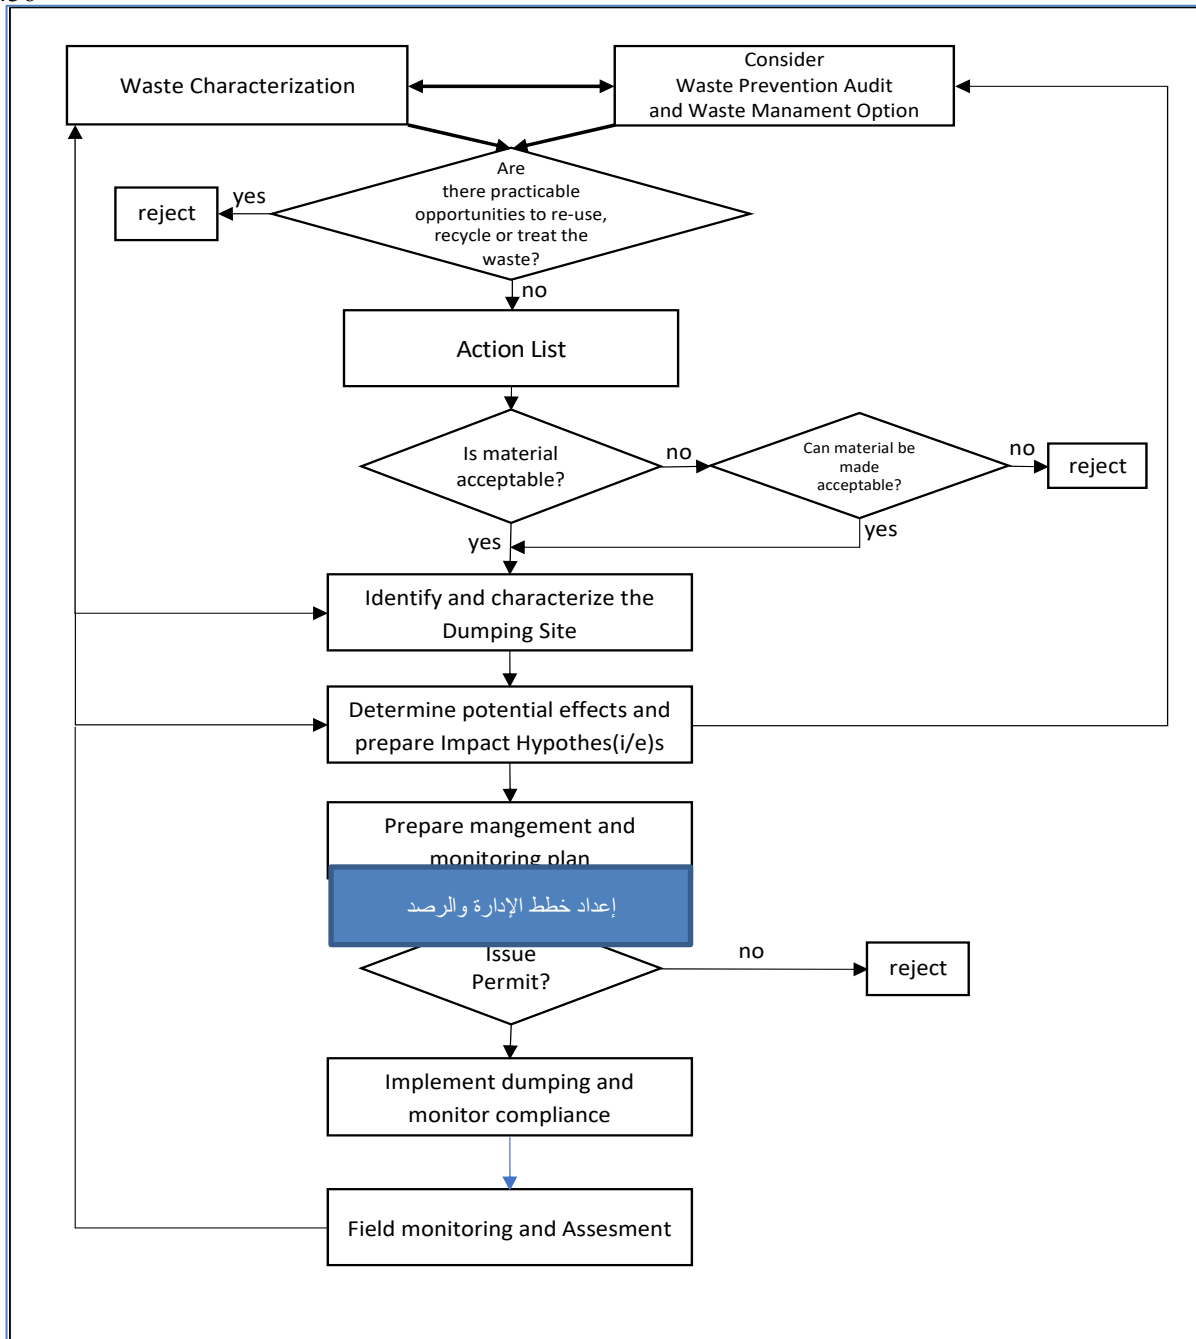 Waste Characterization
Consider
Waste Prevention Audit
and Waste Manament Option
Are
there practicable
opportunities to re-use,
recycle or treat the
waste?
yes
reject
no
Action List
Is material
acceptable?
no
Can material be
made
acceptable?
no
reject
yes
yes
Identify and characterize the
Dumping Site
Determine potential effects and
prepare Impact Hypothes(i/e)s
Prepare mangement and
monitoring plan
إعداد خطط الإدارة والرصد
Issue
Permit?
no
reject
Implement dumping and
monitor compliance
Field monitoring and Assesment